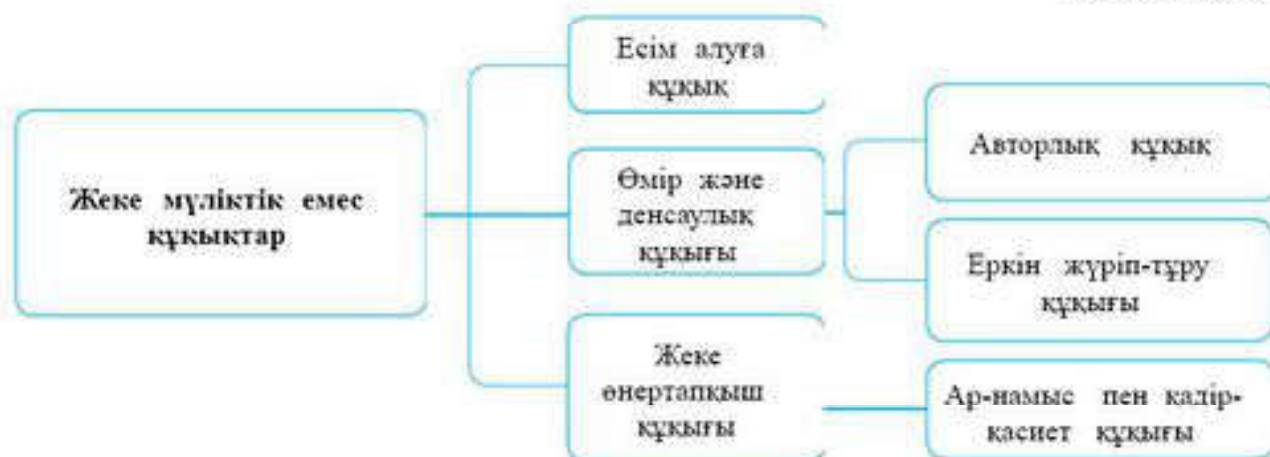 Есім алуға
құқық
Жеке мүліктік емес
құқықтар
Өмір және
денсаулық
құқығы
Авторлық құқық
Еркін жүріп-тұру
құқығы
Жеке
өнертапқыш
құқығы
Ар-намыс пен қадір-
қасиет құқығы